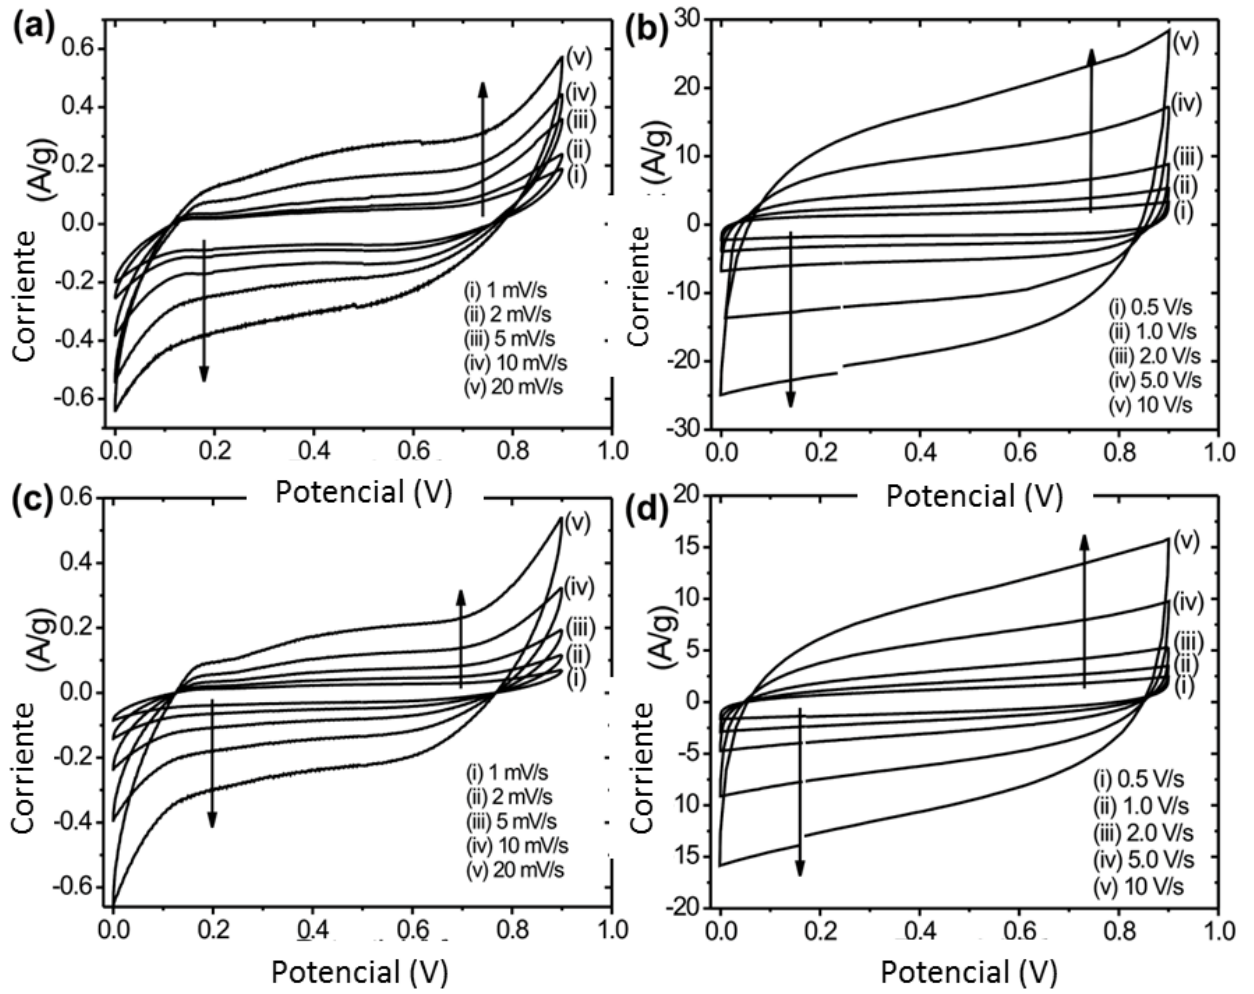 (a)
0.6
0.4
0.2
0.0
-0.2
-0.4
-0.6
Corriente (A/g)
(v)
(iv)
(iii)
(ii)
(i)
(i) 1 mV/s
(ii) 2 mV/s
(iii) 5 mV/s
(iv) 10 mV/s
(v) 20 mV/s
0.0 0.2 0.4 0.6 0.8 1.0
Potencial (V)
(b)
30
20
10
0
-10
-20
-30
Corriente (A/g)
(v)
(iv)
(iii)
(ii)
(i)
(i) 0.5 V/s
(ii) 1.0 V/s
(iii) 2.0 V/s
(iv) 5.0 V/s
(v) 10 V/s
0.0 0.2 0.4 0.6 0.8 1.0
Potencial (V)
(c)
0.6
0.4
0.2
0.0
-0.2
-0.4
-0.6
Corriente (A/g)
(v)
(iv)
(iii)
(ii)
(i)
(i) 1 mV/s
(ii) 2 mV/s
(iii) 5 mV/s
(iv) 10 mV/s
(v) 20 mV/s
0.0 0.2 0.4 0.6 0.8 1.0
Potencial (V)
(d)
20
15
10
5
0
-5
10
15
-20
Corriente (A/g)
(v)
(iv)
(iii)
(ii)
(i)
(i) 0.5 V/s
(ii) 1.0 V/s
(iii) 2.0 V/s
(iv) 5.0 V/s
(v) 10 V/s
0.0 0.2 0.4 0.6 0.8 1.0
Potencial (V)